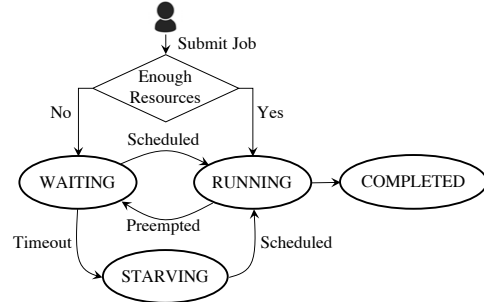 Submit Job
Enough
Resources
No
Yes
Scheduled
WAITING
RUNNING
COMPLETED
Preempted
Timeout
Scheduled
STARVING